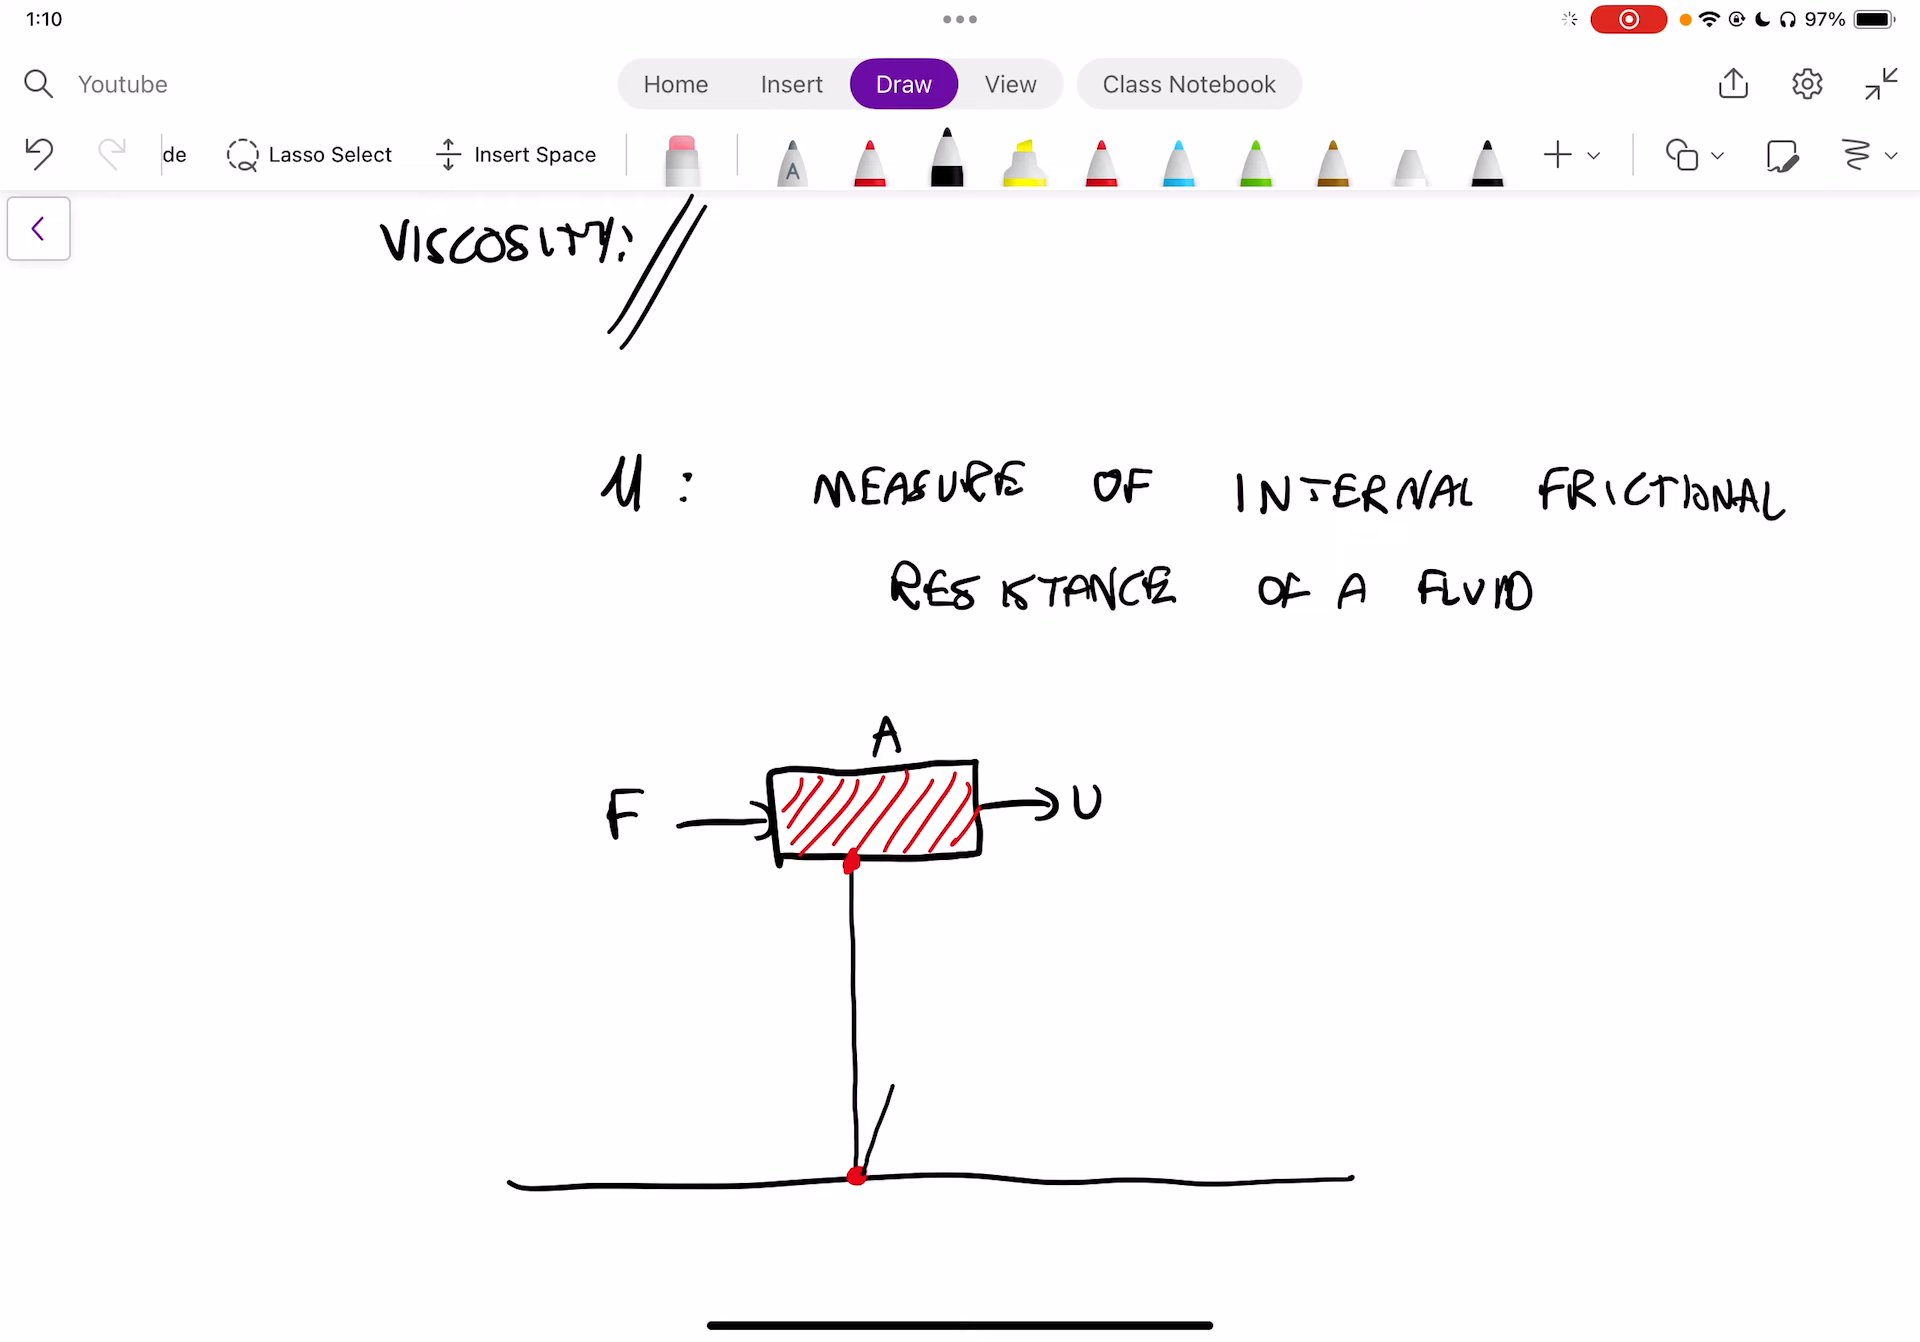 1:10
97%
Youtube
Home Insert Draw View Class Notebook
de Lasso Select Insert Space A
VISCOSITY:
μ: MEASURE OF INTERNAL FRICTIONAL
RESISTANCE OF A FLUID
A
F U